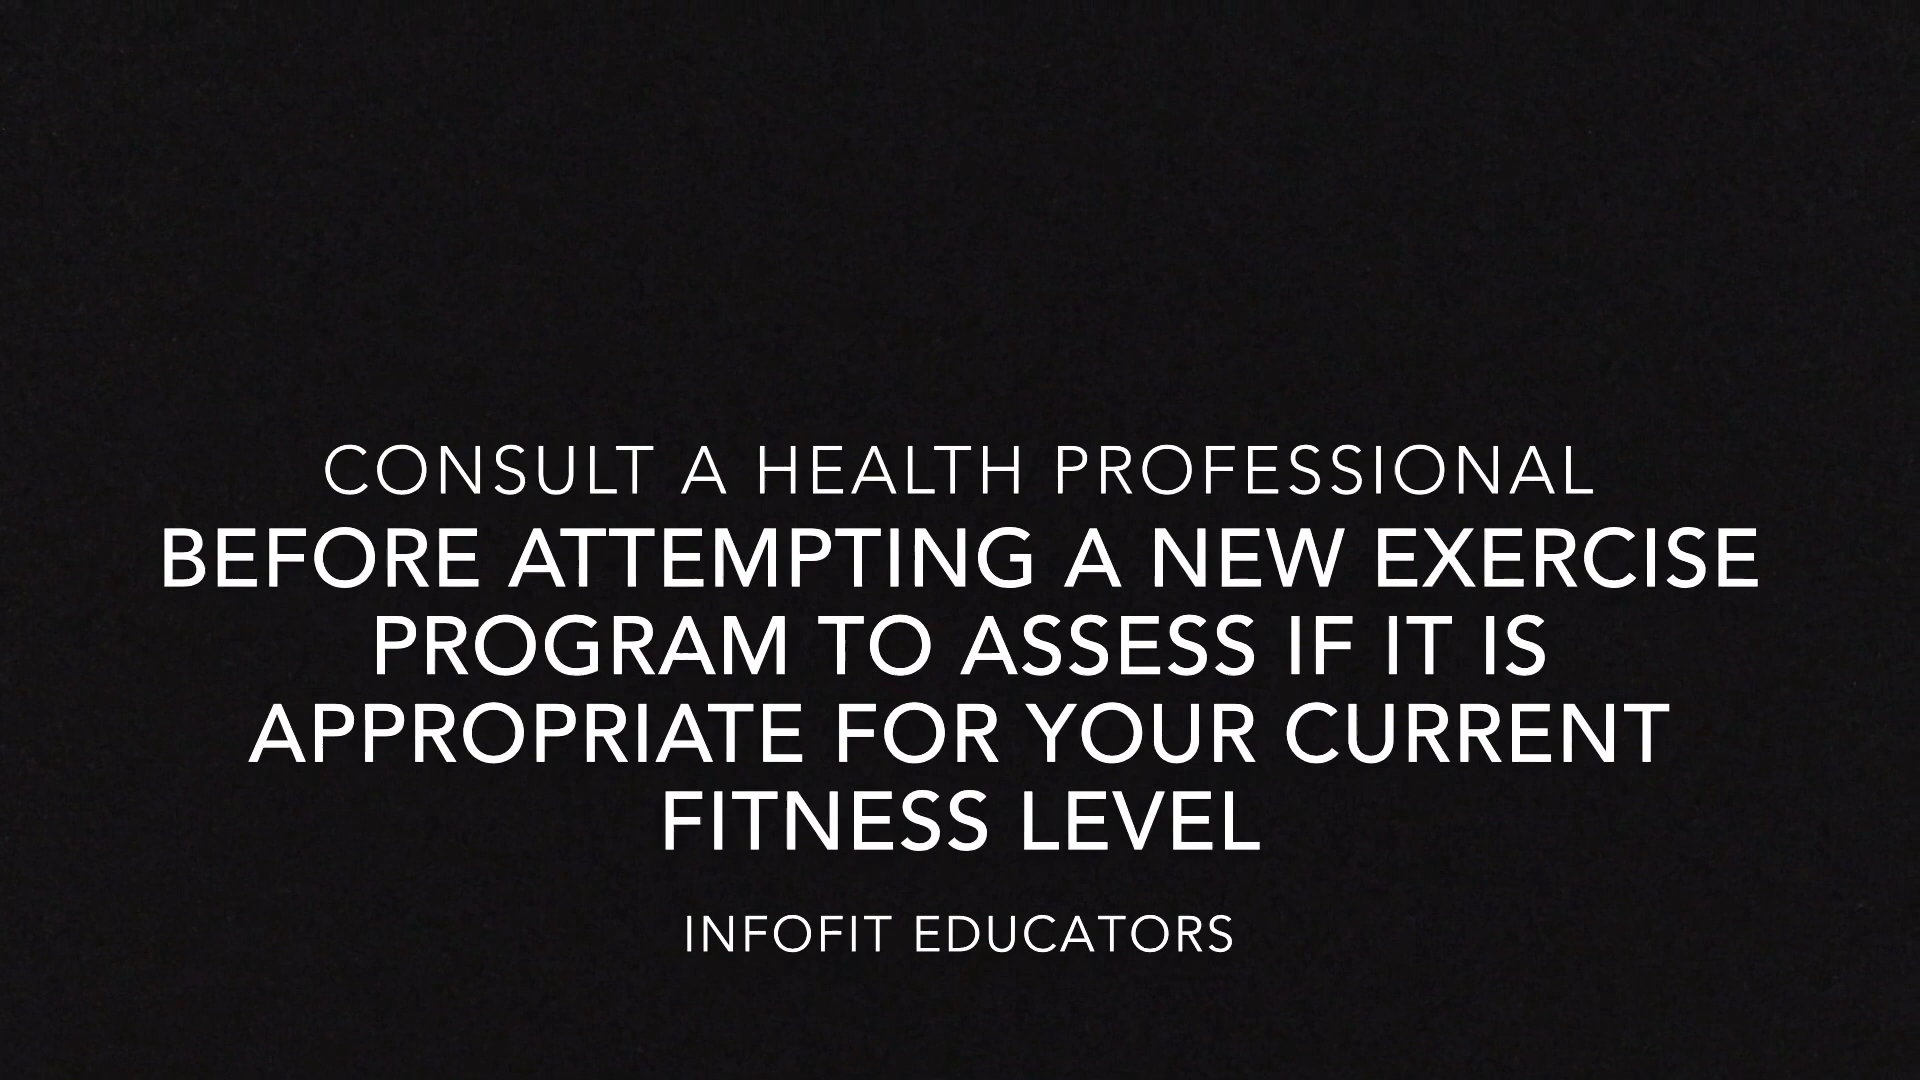 CONSULT A HEALTH PROFESSIONAL
BEFORE ATTEMPTING A NEW EXERCISE
PROGRAM TO ASSESS IF IT IS
APPROPRIATE FOR YOUR CURRENT
FITNESS LEVEL
INFOFIT EDUCATORS